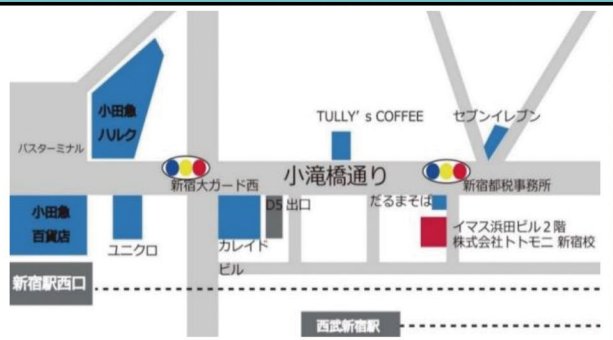 小田急
ハルク
バスターミナル
TULLY’s COFFEE
セブンイレブン
新宿大ガード西
小滝橋通り
新宿都税事務所
小田急
百貨店
ユニクロ
カレイド
ビル
D5 出口
だるまそば
イマス浜田ビル2階
株式会社トトモニ 新宿校
新宿駅西口
西武新宿駅